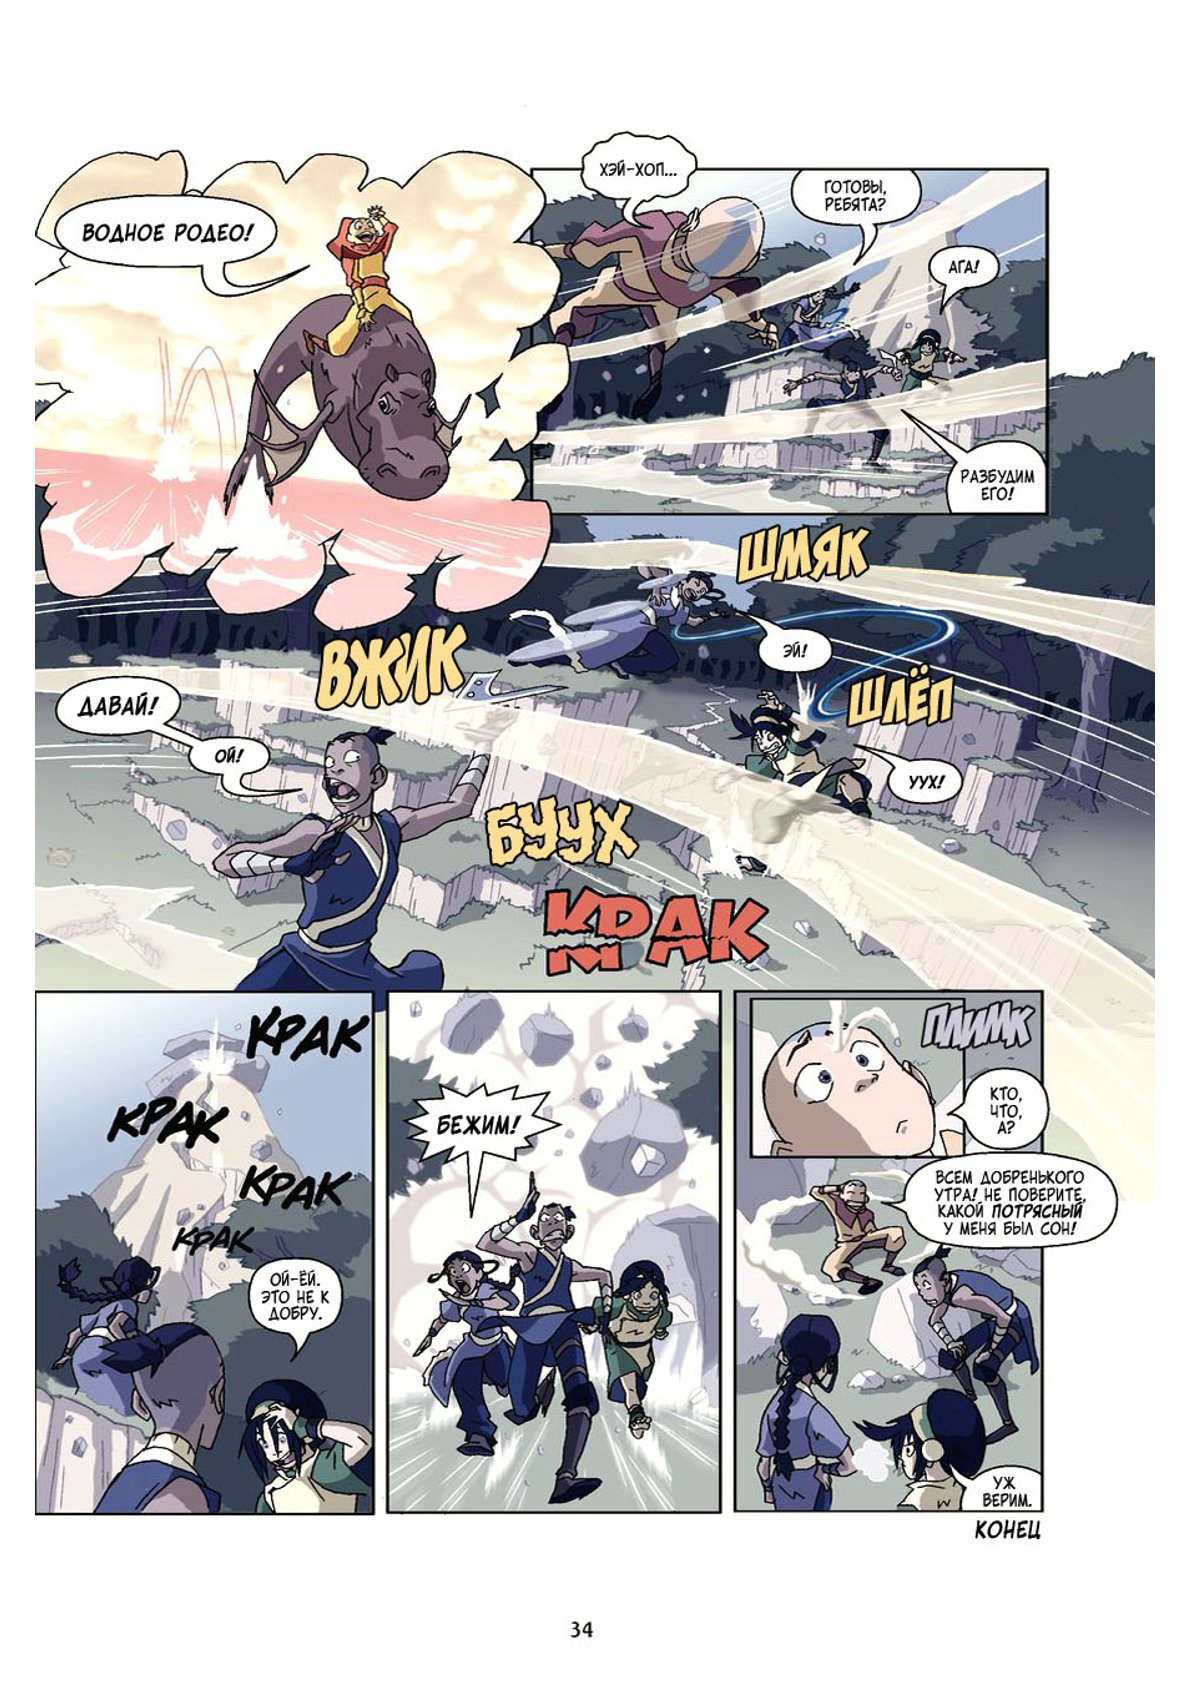 ВОДНОЕ РОДЕО!
ХЭЙ-ХОП...
ГОТОВЫ,
РЕБЯТА?
АГА!
РАЗБУДИМ
ЕГО!
ШМЯК
ЭЙ!
ВЖИК
ШЛЁП
ДАВАЙ!
ОЙ!
УУХ!
БУУХ
КРАК
КРАК
КРАК
КРАК
КРАК
ОЙ-ЁЙ.
ЭТО НЕ К
ДОБРУ.
БЕЖИМ!
ПЛИМК
КТО,
ЧТО,
А?
ВСЕМ ДОБРЕНЬКОГО
УТРА! НЕ ПОВЕРИТЕ,
КАКОЙ ПОТРЯСНЫЙ
У МЕНЯ БЫЛ СОН!
УЖ
ВЕРИМ.
КОНЕЦ
34